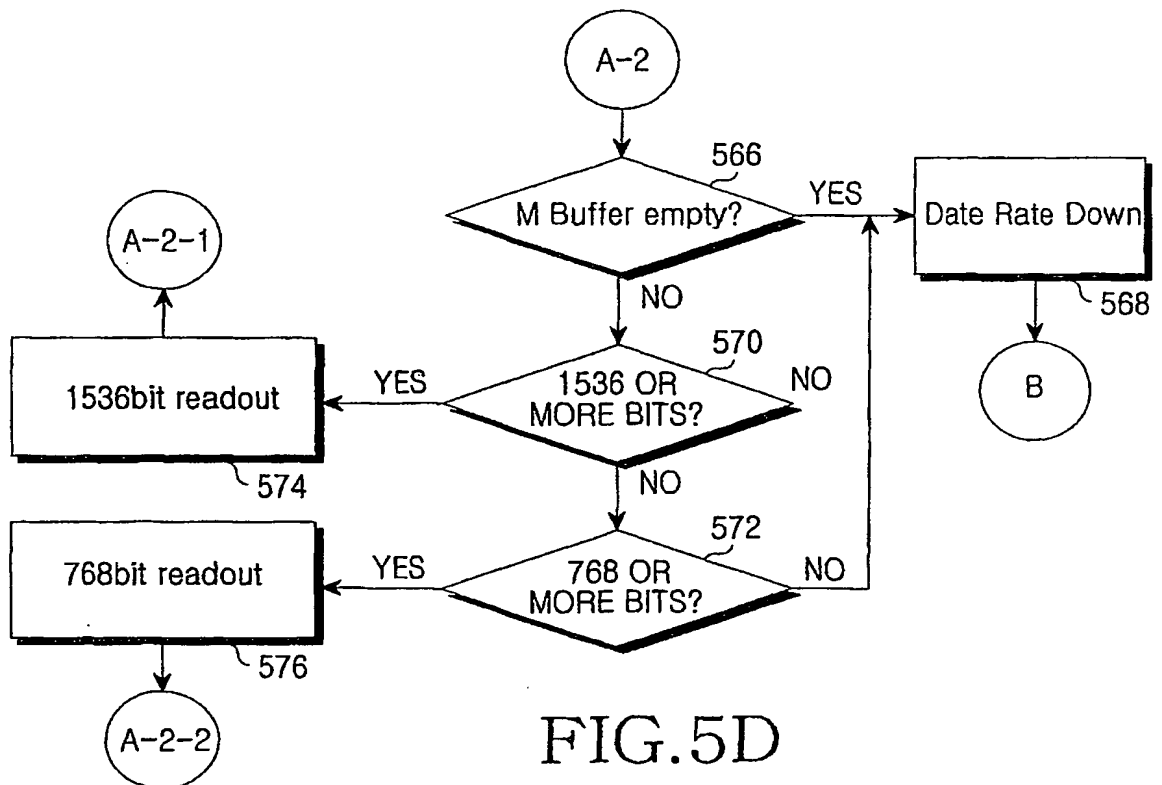 A-2
566
M Buffer empty?
YES
Date Rate Down
568
B
NO
A-2-1
570
1536 OR
MORE BITS?
YES
NO
1536bit readout
574
NO
572
768 OR
MORE BITS?
YES
NO
768bit readout
576
A-2-2
FIG.5D